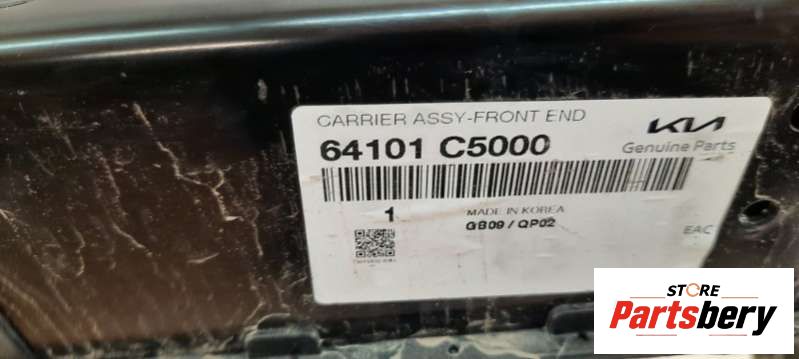 CARRIER ASSY-FRONT END
KIA
64101 C5000
Genuine Parts
1
MADE IN KOREA
GB09 / QP02
EAC
STORE
Partsbery